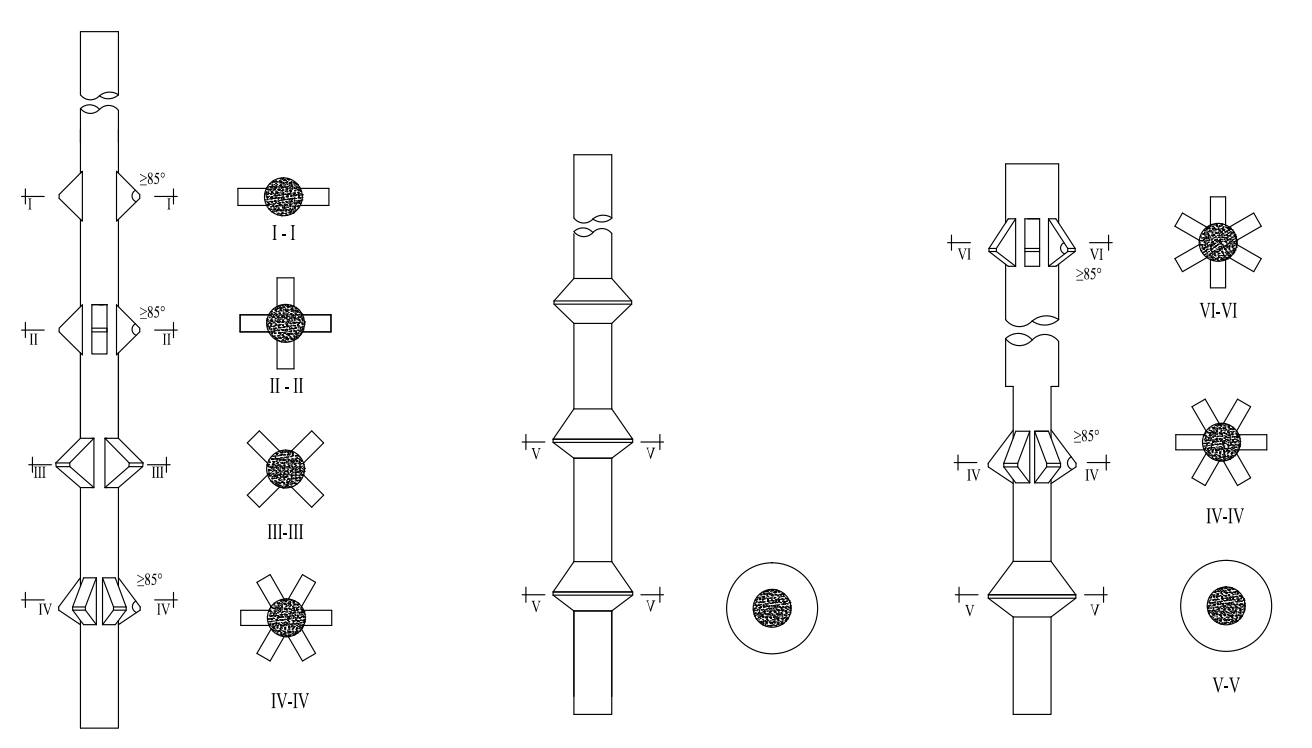 ≥85°
I I
I - I
≥85°
II II
II - II
III III
III-III
≥85°
IV IV
IV-IV
V V
V V
VI VI
≥85°
VI-VI
≥85°
IV IV
IV-IV
V V
V-V